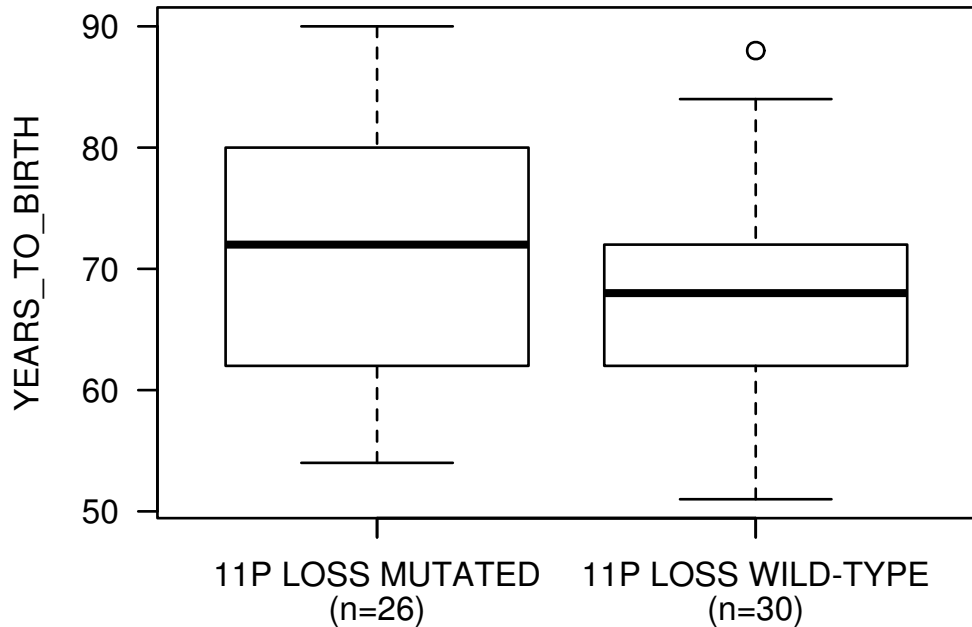 YEARS_TO_BIRTH
90
80
70
60
50
11P LOSS MUTATED
(n=26)
11P LOSS WILD-TYPE
(n=30)